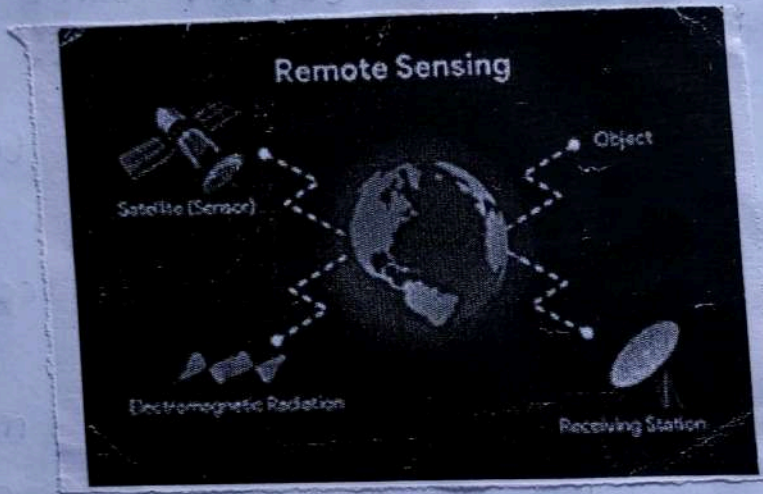 Remote Sensing
Object
Satellite (Sensor)
Electromagnetic Radiation
Receiving Station